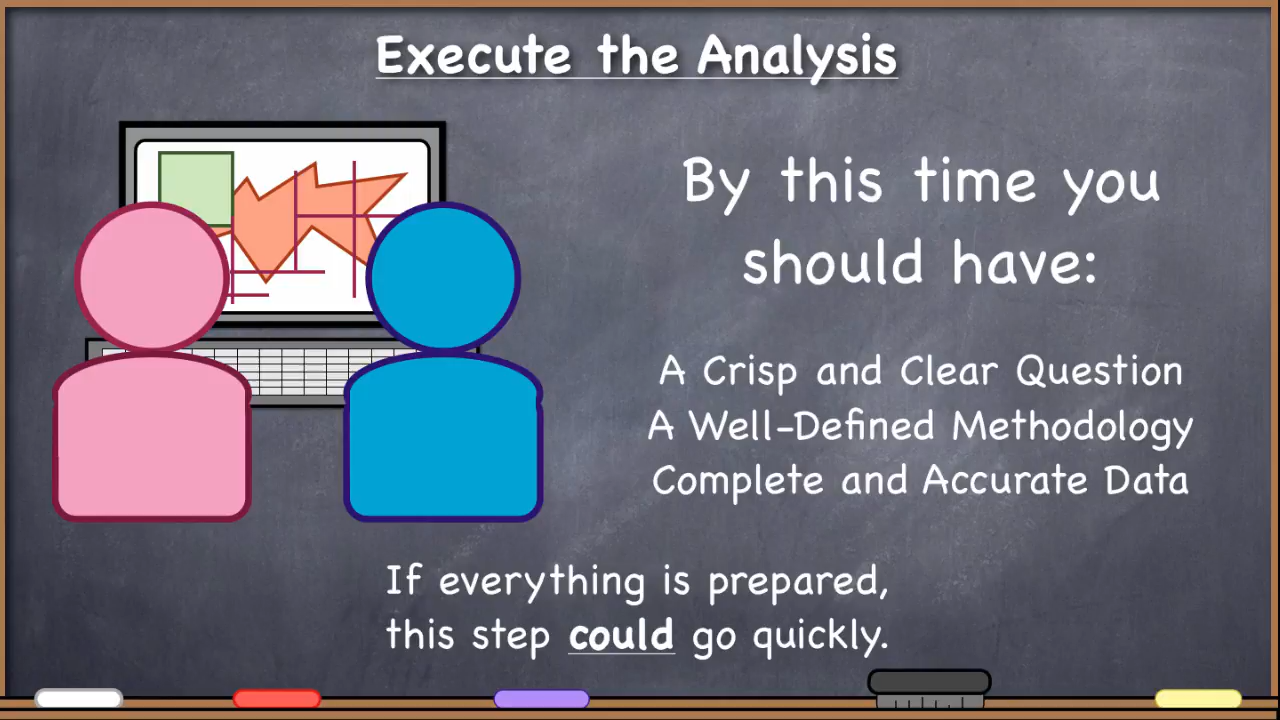 Execute the Analysis
By this time you
should have:
A Crisp and Clear Question
A Well-Defined Methodology
Complete and Accurate Data
If everything is prepared,
this step could go quickly.